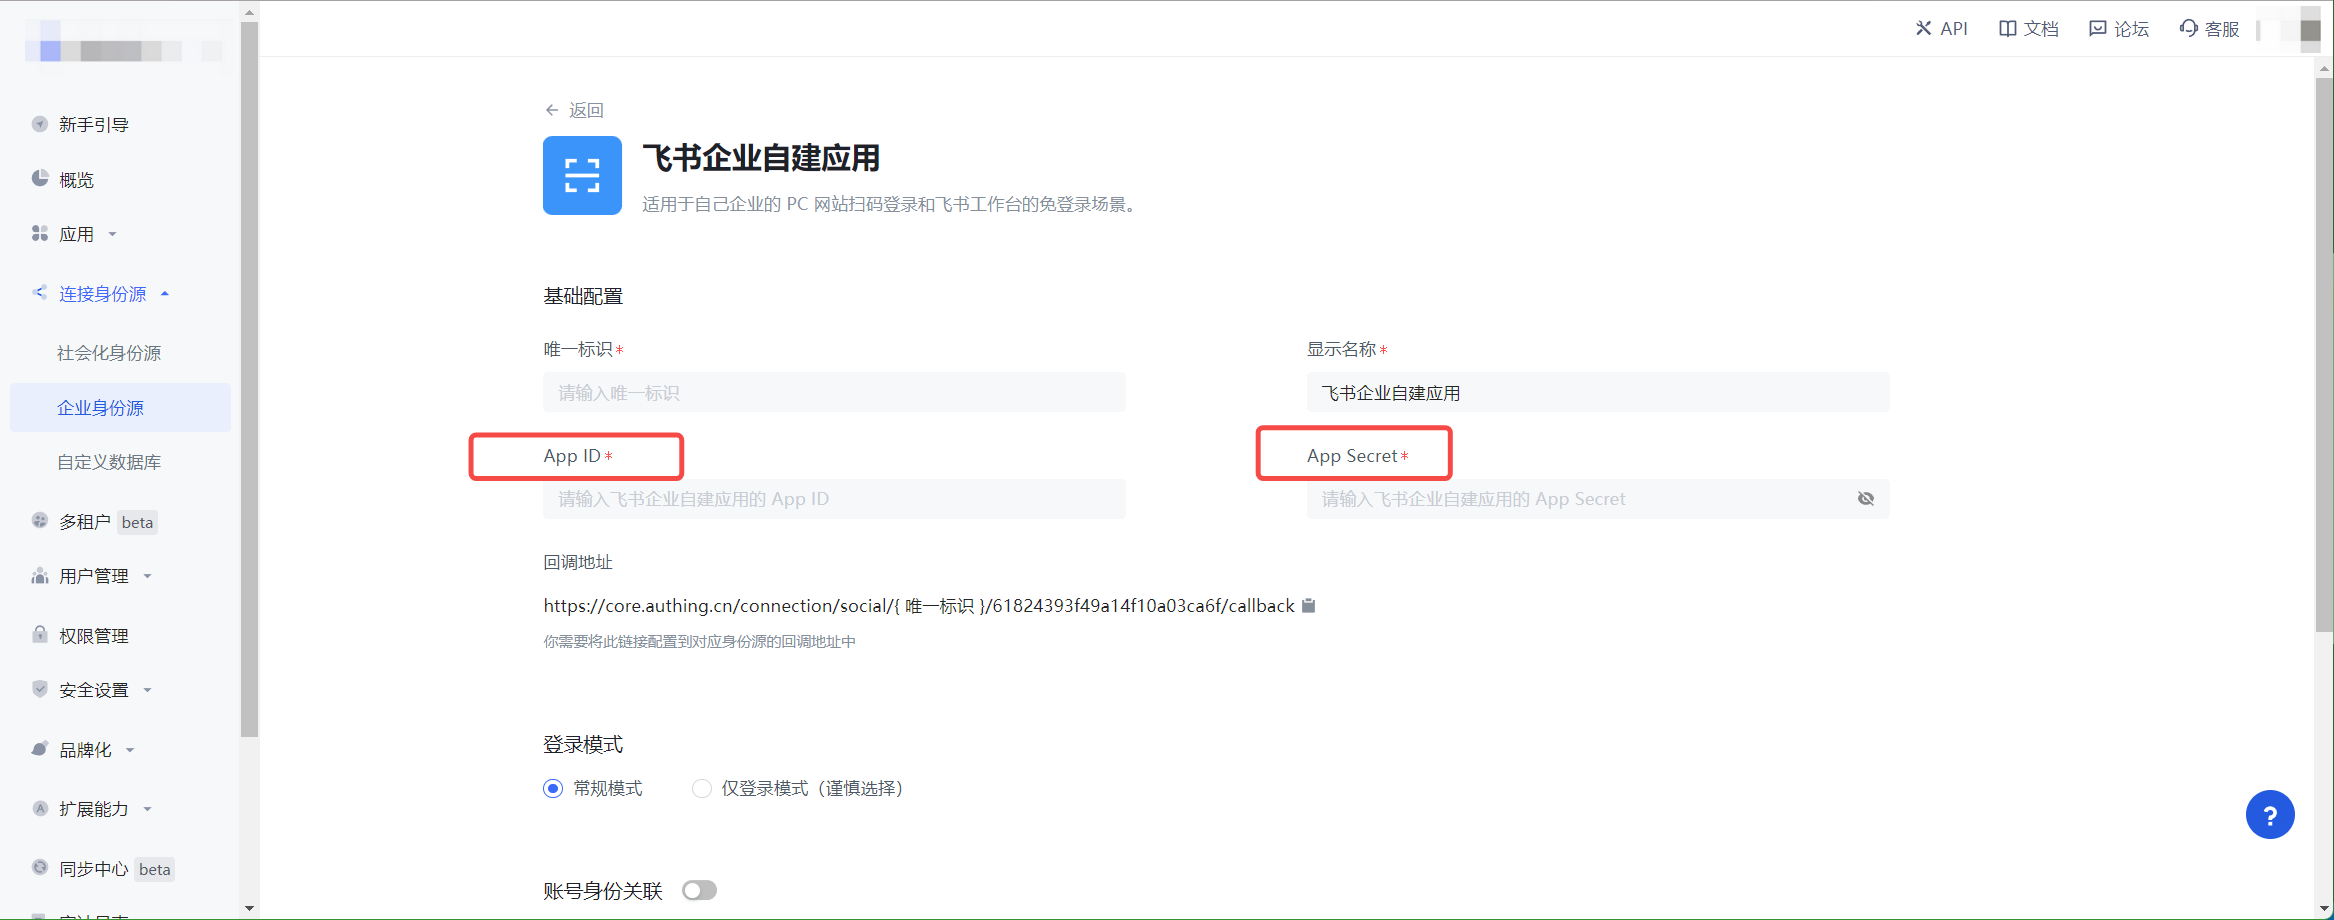 API
文档
论坛
客服
新手引导
概览
应用
连接身份源
社会化身份源
企业身份源
自定义数据库
多租户 beta
用户管理
权限管理
安全设置
品牌化
扩展能力
同步中心 beta
返回
飞书企业自建应用
适用于自己企业的 PC 网站扫码登录和飞书工作台的免登录场景。
基础配置
唯一标识*
请输入唯一标识
显示名称*
飞书企业自建应用
App ID*
请输入飞书企业自建应用的 App ID
App Secret*
请输入飞书企业自建应用的 App Secret
回调地址
https://core.authing.cn/connection/social/{ 唯一标识 }/61824393f49a14f10a03ca6f/callback
你需要将此链接配置到对应身份源的回调地址中
登录模式
常规模式
仅登录模式（谨慎选择）
账号身份关联
?